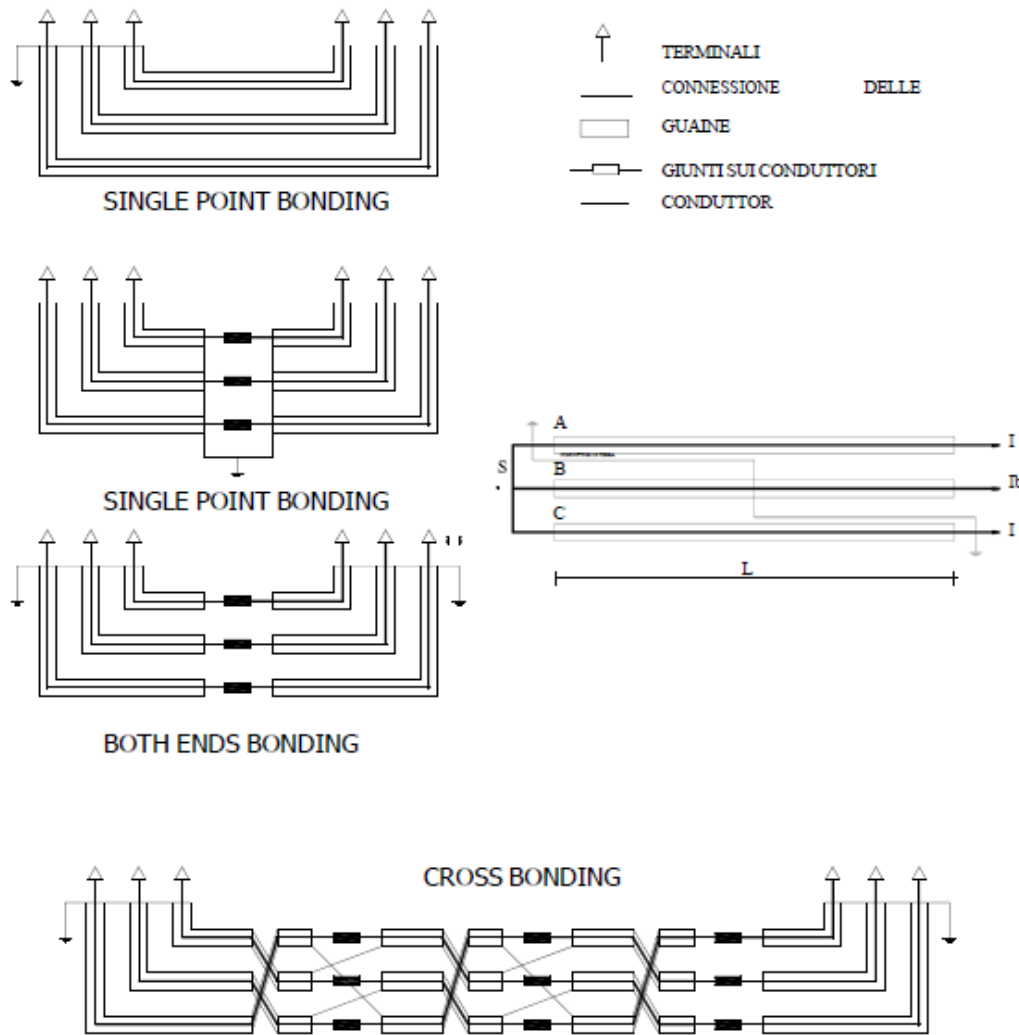 TERMINALI
CONNESSIONE DELLE
GUAINE
GIUNTI SUI CONDUTTORI
CONDUTTOR
SINGLE POINT BONDING
SINGLE POINT BONDING
A
I
S
B
Ib
C
I
L
BOTH ENDS BONDING
CROSS BONDING